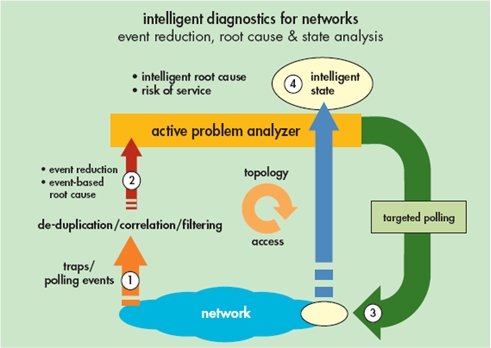 intelligent diagnostics for networks
event reduction, root cause & state analysis
• intelligent root cause
• risk of service
4 intelligent
state
active problem analyzer
• event reduction
• event-based
root cause
2
topology
access
targeted polling
de-duplication/correlation/filtering
traps/
polling events
1
network
3